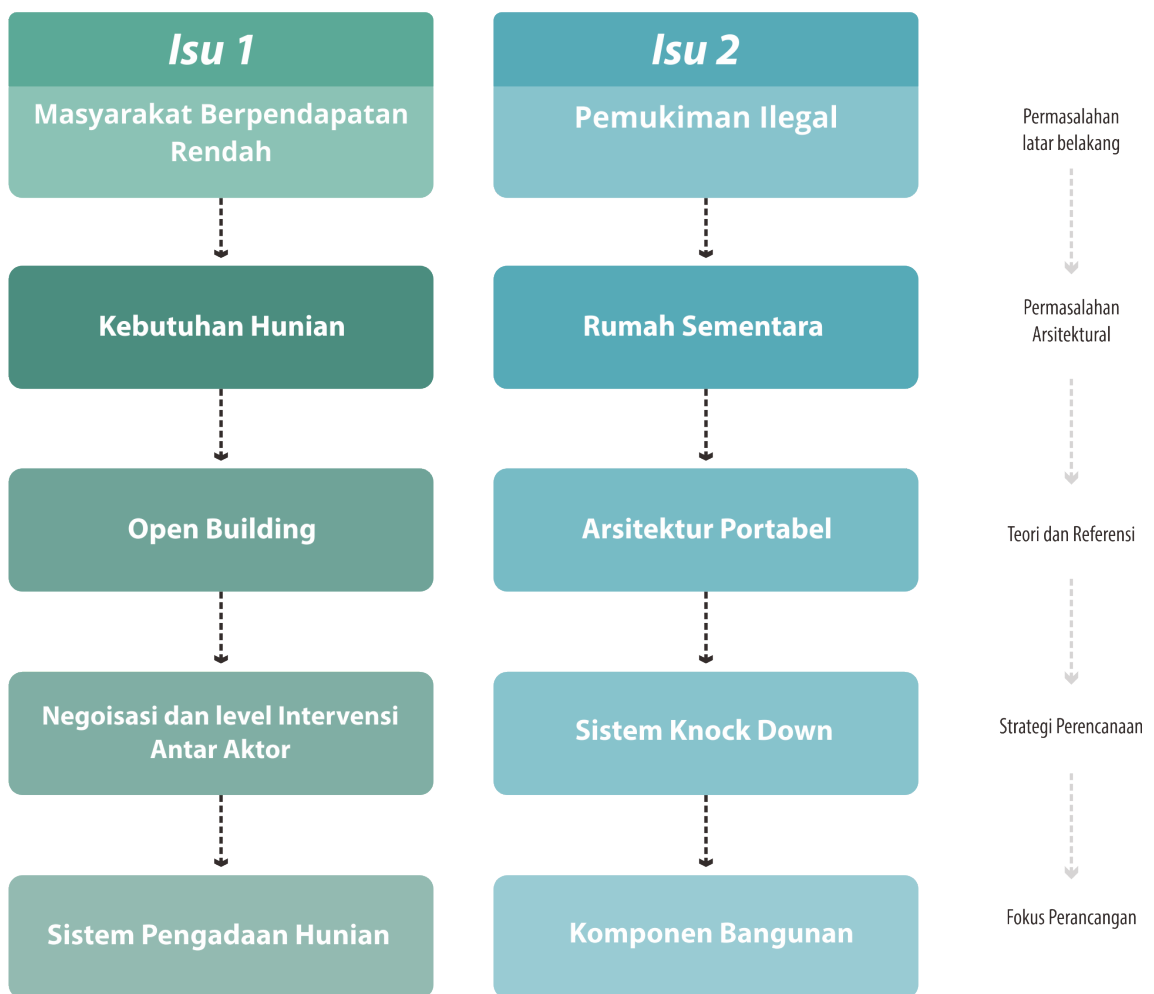 Isu 1
Masyarakat Berpendapatan
Rendah
Kebutuhan Hunian
Open Building
Negoisasi dan level Intervensi
Antar Aktor
Sistem Pengadaan Hunian
Isu 2
Pemukiman Ilegal
Rumah Sementara
Arsitektur Portabel
Sistem Knock Down
Komponen Bangunan
Permasalahan
latar belakang
Permasalahan
Arsitektural
Teori dan Referensi
Strategi Perencanaan
Fokus Perancangan